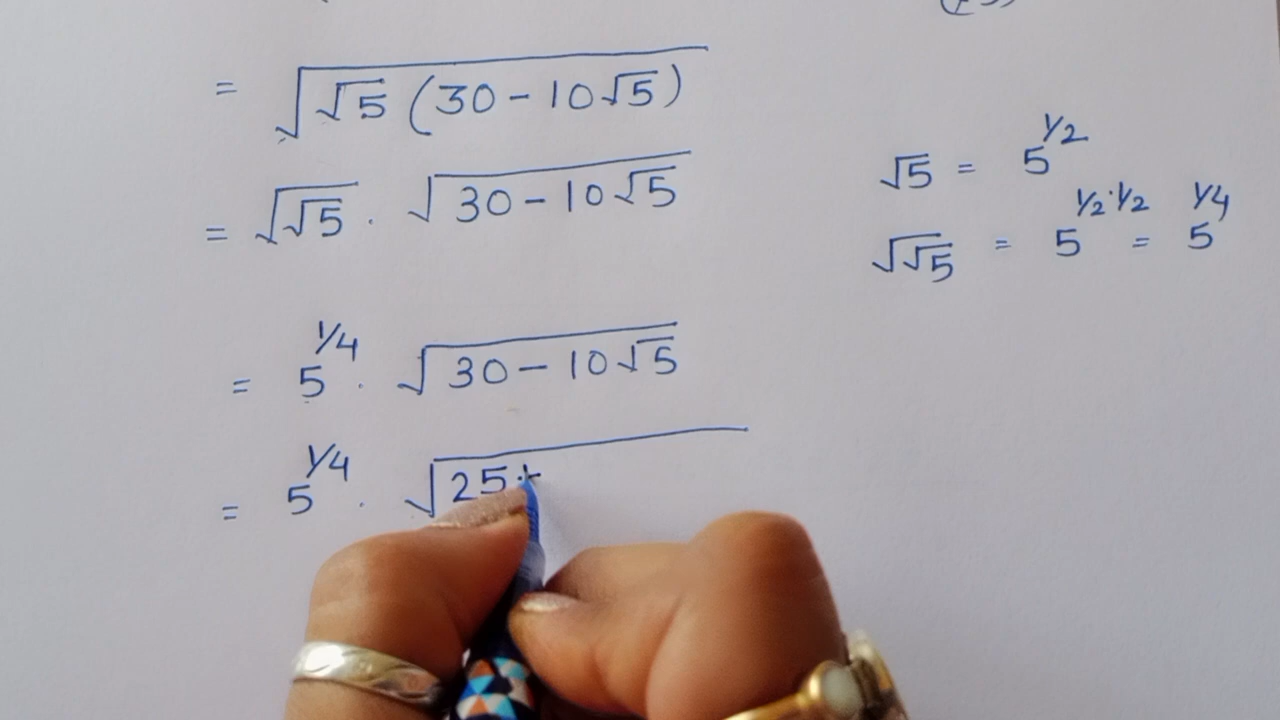 = √(√5 (30 - 10√5))
= √√5 . √(30 - 10√5)
= 5^1/4 . √(30 - 10√5)
= 5^1/4 . √(25 +
√5 = 5^1/2
√√5 = 5^1/2·1/2 = 5^1/4